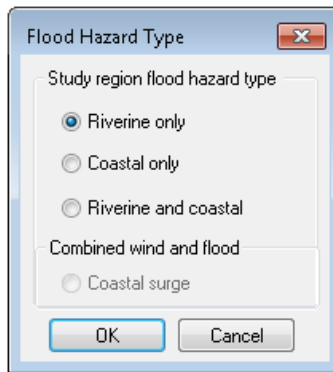 Flood Hazard Type
Study region flood hazard type
Riverine only
Coastal only
Riverine and coastal
Combined wind and flood
Coastal surge
OK Cancel